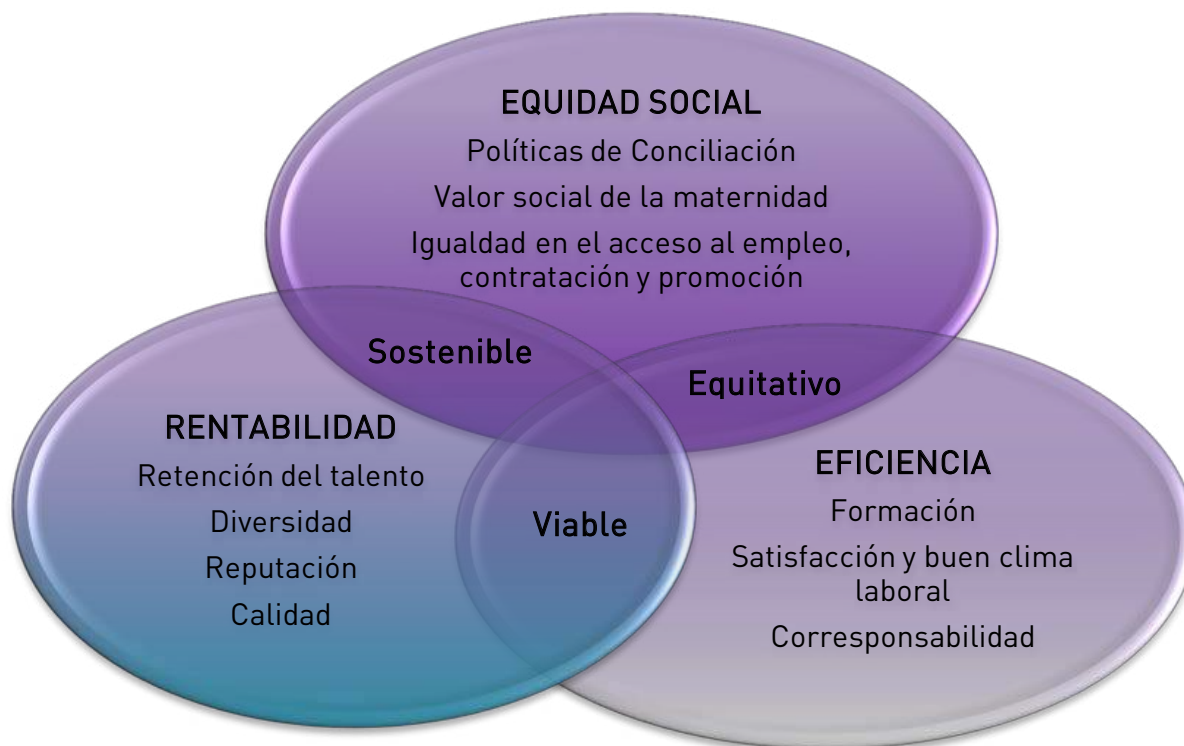 EQUIDAD SOCIAL
Políticas de Conciliación
Valor social de la maternidad
Igualdad en el acceso al empleo,
contratación y promoción
Sostenible
Equitativo
RENTABILIDAD
Retención del talento
Diversidad
Reputación
Calidad
Viable
EFICIENCIA
Formación
Satisfacción y buen clima
laboral
Corresponsabilidad